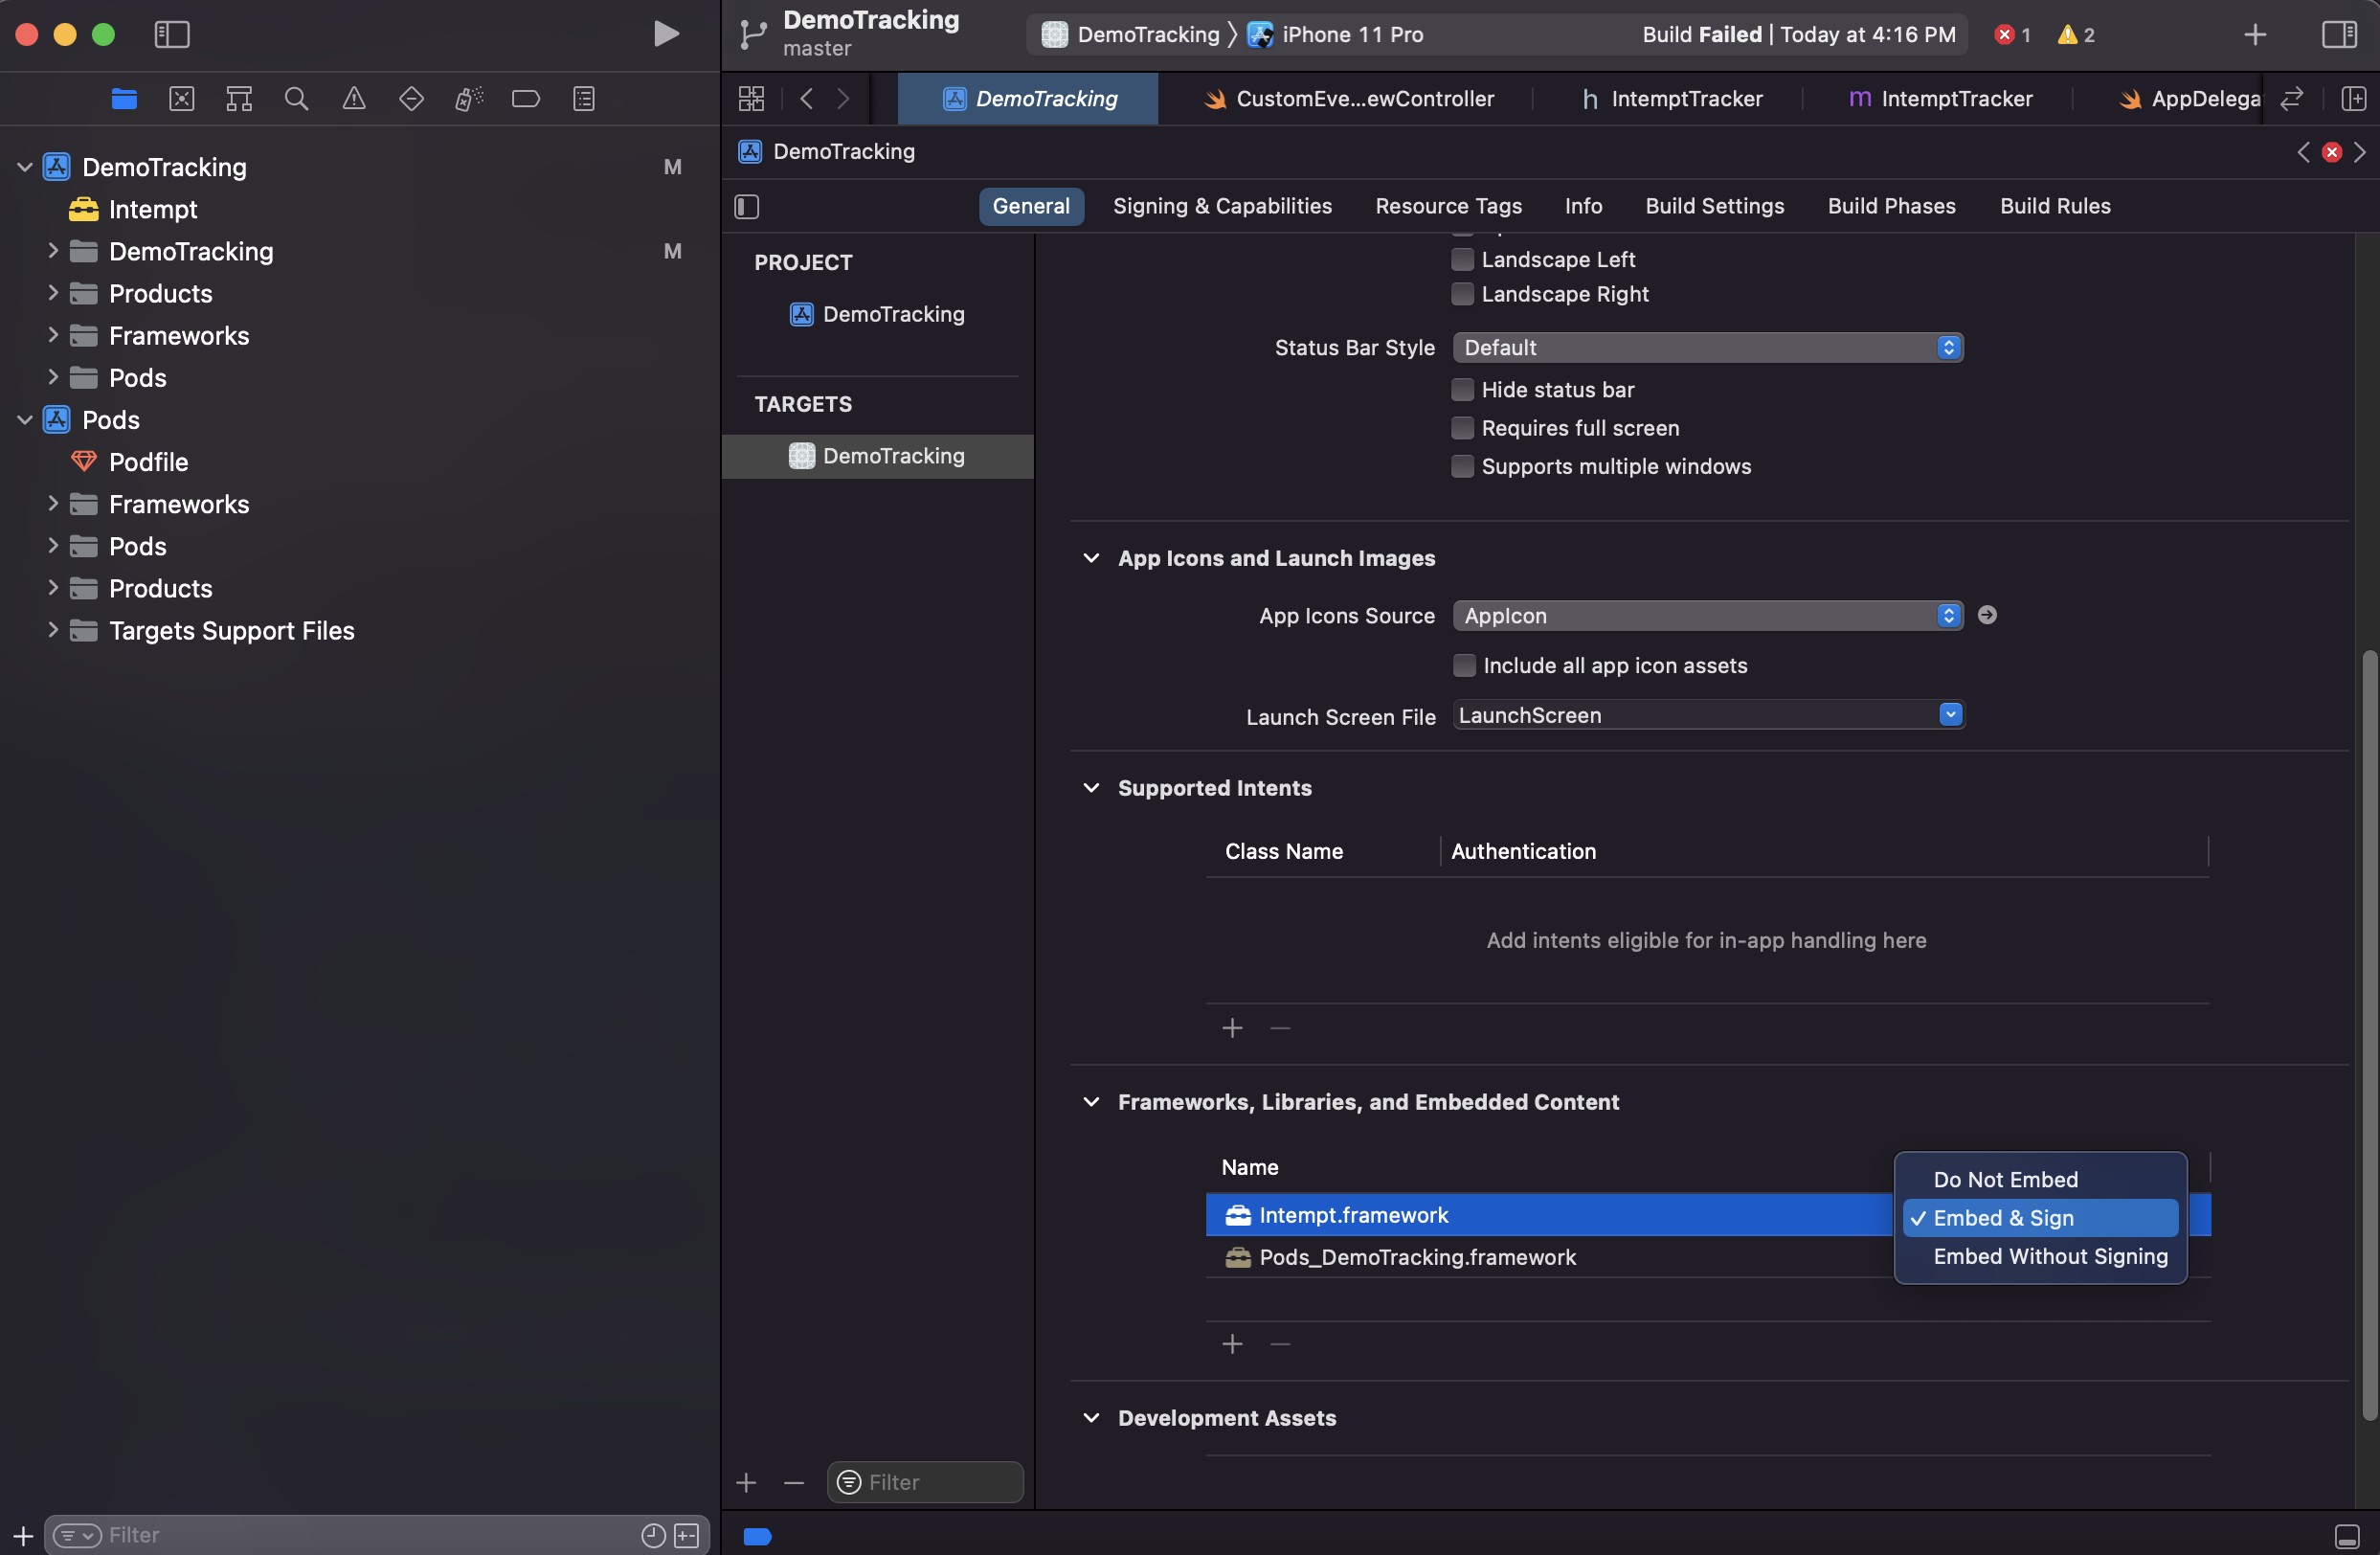 DemoTracking
master
DemoTracking
iPhone 11 Pro
Build Failed | Today at 4:16 PM
1
2
DemoTracking
CustomEve...ewController
h IntemptTracker
m IntemptTracker
AppDelega
DemoTracking
General
Signing & Capabilities
Resource Tags
Info
Build Settings
Build Phases
Build Rules
DemoTracking M
Intempt
DemoTracking M
Products
Frameworks
Pods
Pods
Podfile
Frameworks
Pods
Products
Targets Support Files
Filter
PROJECT
DemoTracking
TARGETS
DemoTracking
Filter
Landscape Left
Landscape Right
Status Bar Style Default
Hide status bar
Requires full screen
Supports multiple windows
App Icons and Launch Images
App Icons Source AppIcon
Include all app icon assets
Launch Screen File LaunchScreen
Supported Intents
Class Name Authentication
Add intents eligible for in-app handling here
Frameworks, Libraries, and Embedded Content
Name
Intempt.framework
Pods_DemoTracking.framework
Do Not Embed
✓ Embed & Sign
Embed Without Signing
Development Assets